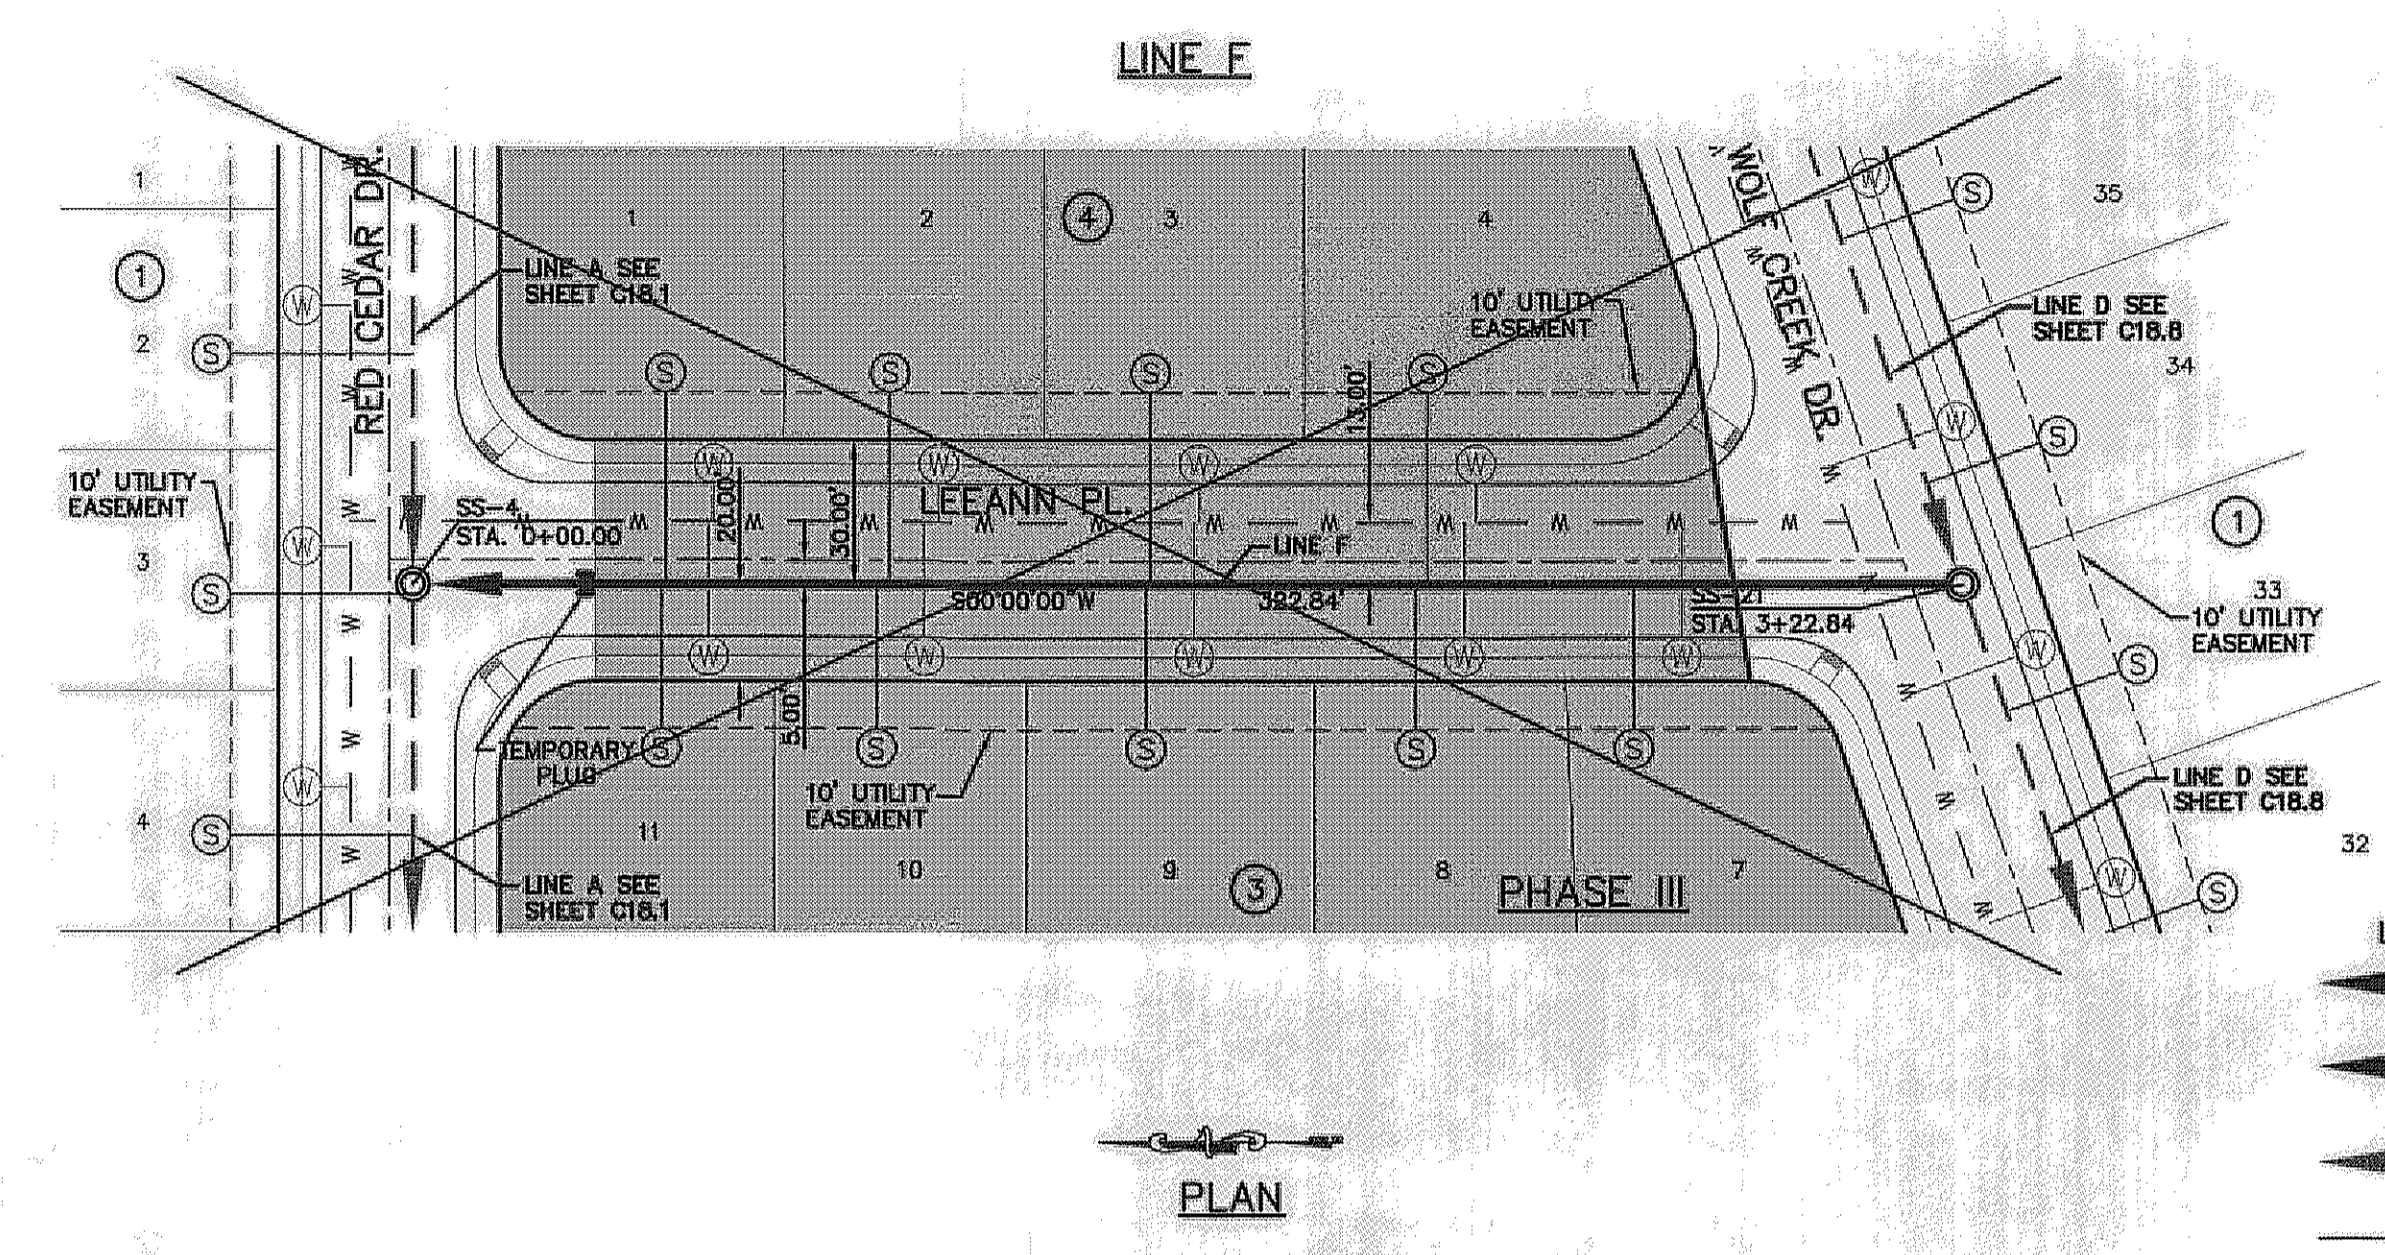 LINE F
RED CEDAR DR.
WOLF CREEK DR.
1
1
2
3
4
1
2
4
3
4
35
LINE A SEE
SHEET C18.1
10' UTILITY
EASEMENT
LINE D SEE
SHEET C18.8
34
S
S
S
S
S
S
S
S
W
W
W
W
W
W
W
W
W
10' UTILITY
EASEMENT
SS-4
STA. 0+00.00
20.00'
30.00'
LEEANN PL.
LINE F
S00°00'00"W
322.84'
SS-21
STA. 3+22.84
1
33
10' UTILITY
EASEMENT
W
W
W
W
W
W
W
5.00'
TEMPORARY
PLUG
S
S
S
S
S
S
S
10' UTILITY
EASEMENT
LINE D SEE
SHEET C18.8
11
10
9
3
8
PHASE III
7
32
LINE A SEE
SHEET C18.1
W
S
PLAN